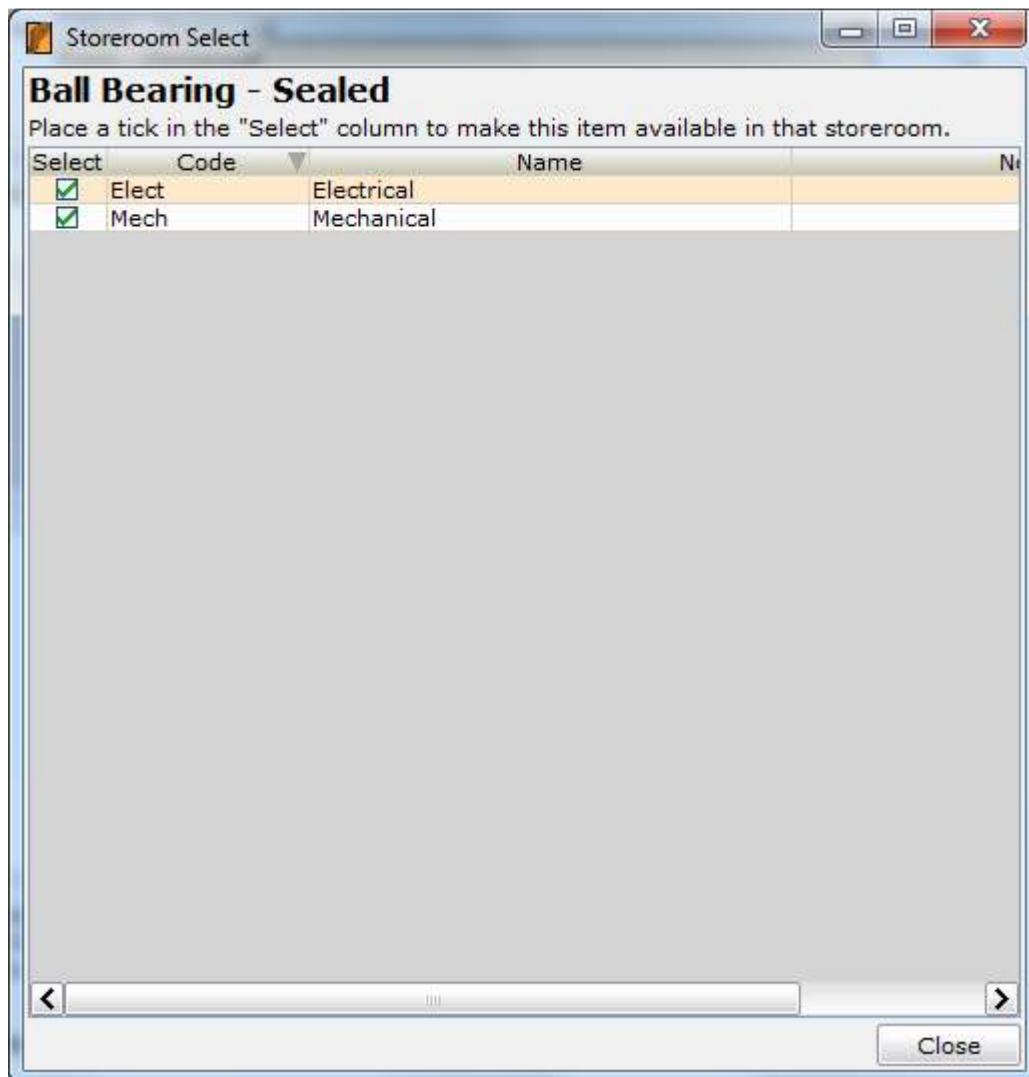 Storeroom Select
Ball Bearing - Sealed
Place a tick in the "Select" column to make this item available in that storeroom.
Select Code Name
Elect Electrical
Mech Mechanical
Close